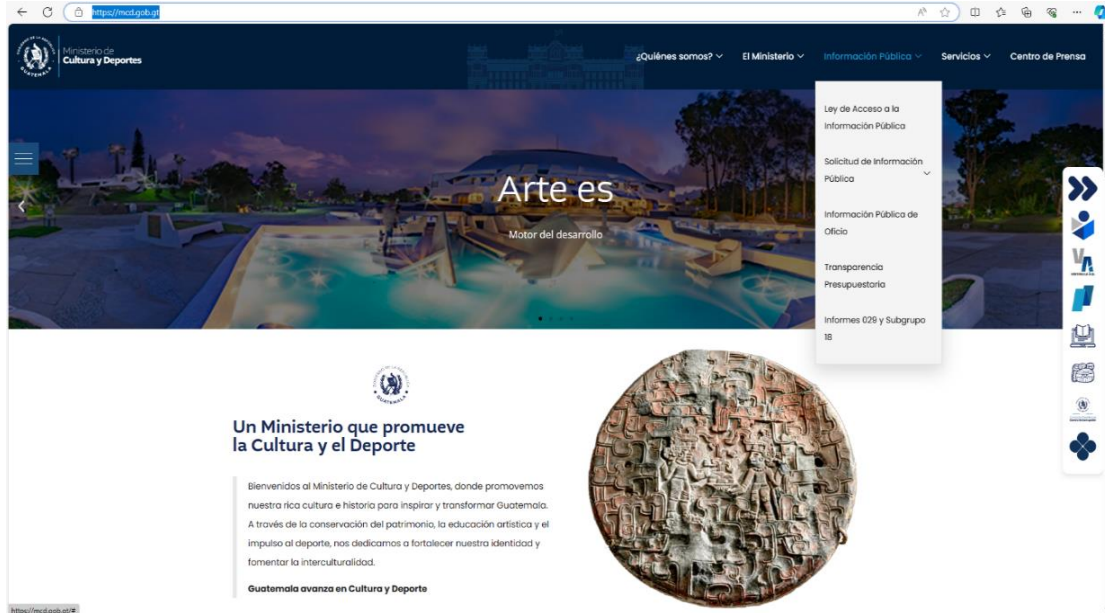 https://mcd.gob.gt
Ministerio de
Cultura y Deportes
¿Quiénes somos?
El Ministerio
Información Pública
Servicios
Centro de Prensa
Ley de Acceso a la
Información Pública
Solicitud de Información
Pública
Información Pública de
Oficio
Transparencia
Presupuestaria
Informes 029 y Subgrupo
18
Arte es
Motor del desarrollo
Un Ministerio que promueve
la Cultura y el Deporte
Bienvenidos al Ministerio de Cultura y Deportes, donde promovemos
nuestra rica cultura e historia para inspirar y transformar Guatemala.
A través de la conservación del patrimonio, la educación artística y el
impulso al deporte, nos dedicamos a fortalecer nuestra identidad y
fomentar la interculturalidad.
Guatemala avanza en Cultura y Deporte
https://mcd.gob.gt/#